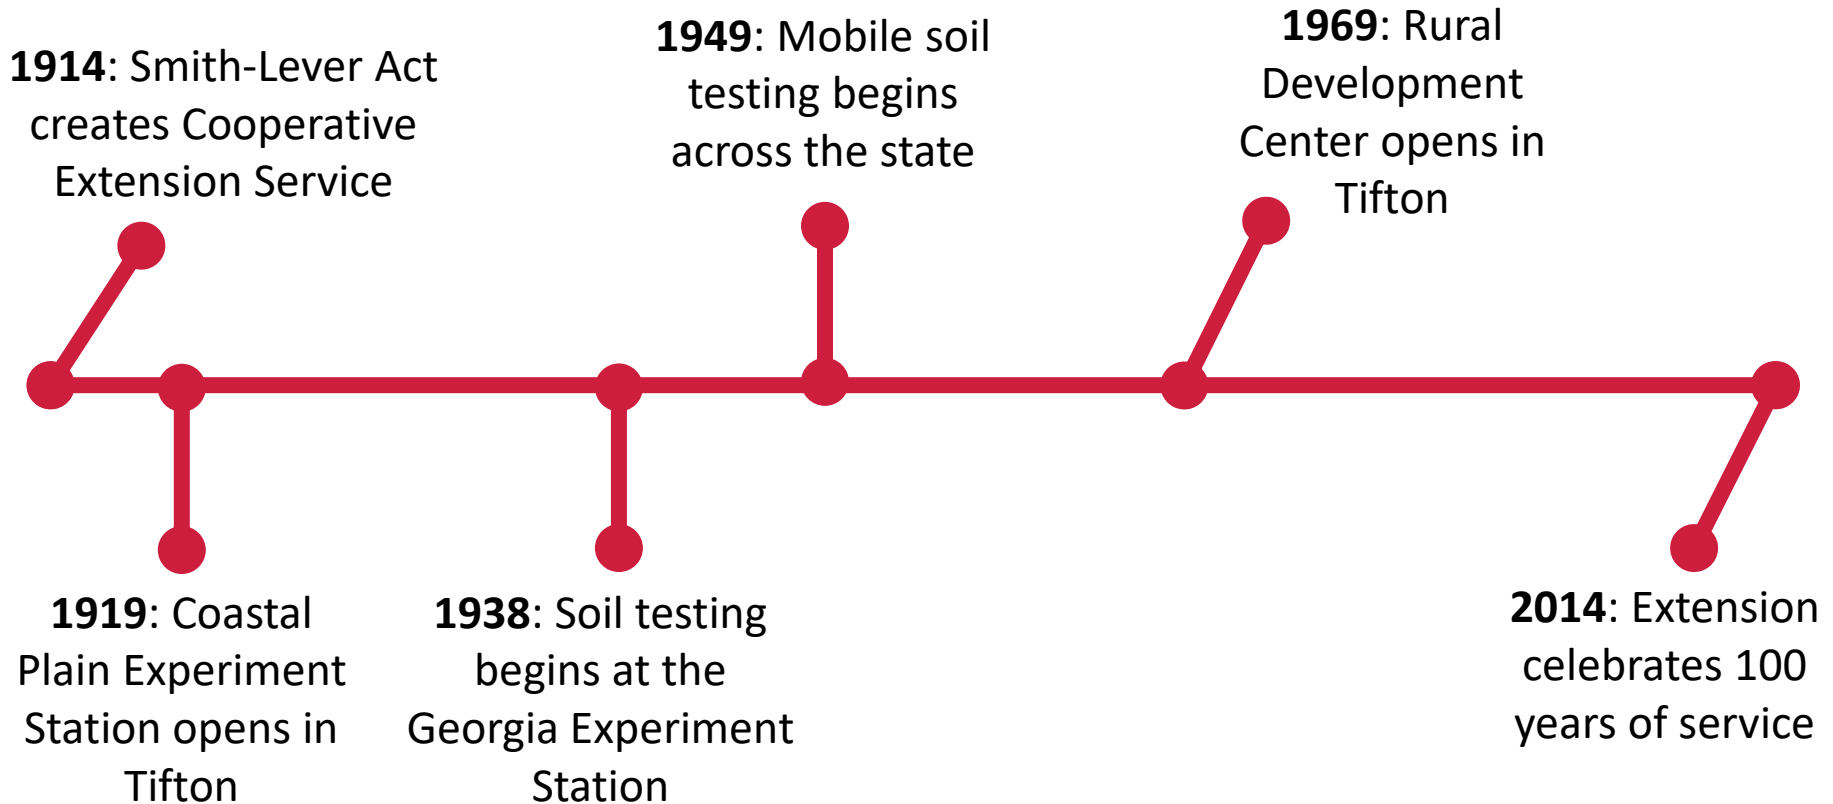 1914: Smith-Lever Act
creates Cooperative
Extension Service
1949: Mobile soil
testing begins
across the state
1969: Rural
Development
Center opens in
Tifton
1919: Coastal
Plain Experiment
Station opens in
Tifton
1938: Soil testing
begins at the
Georgia Experiment
Station
2014: Extension
celebrates 100
years of service